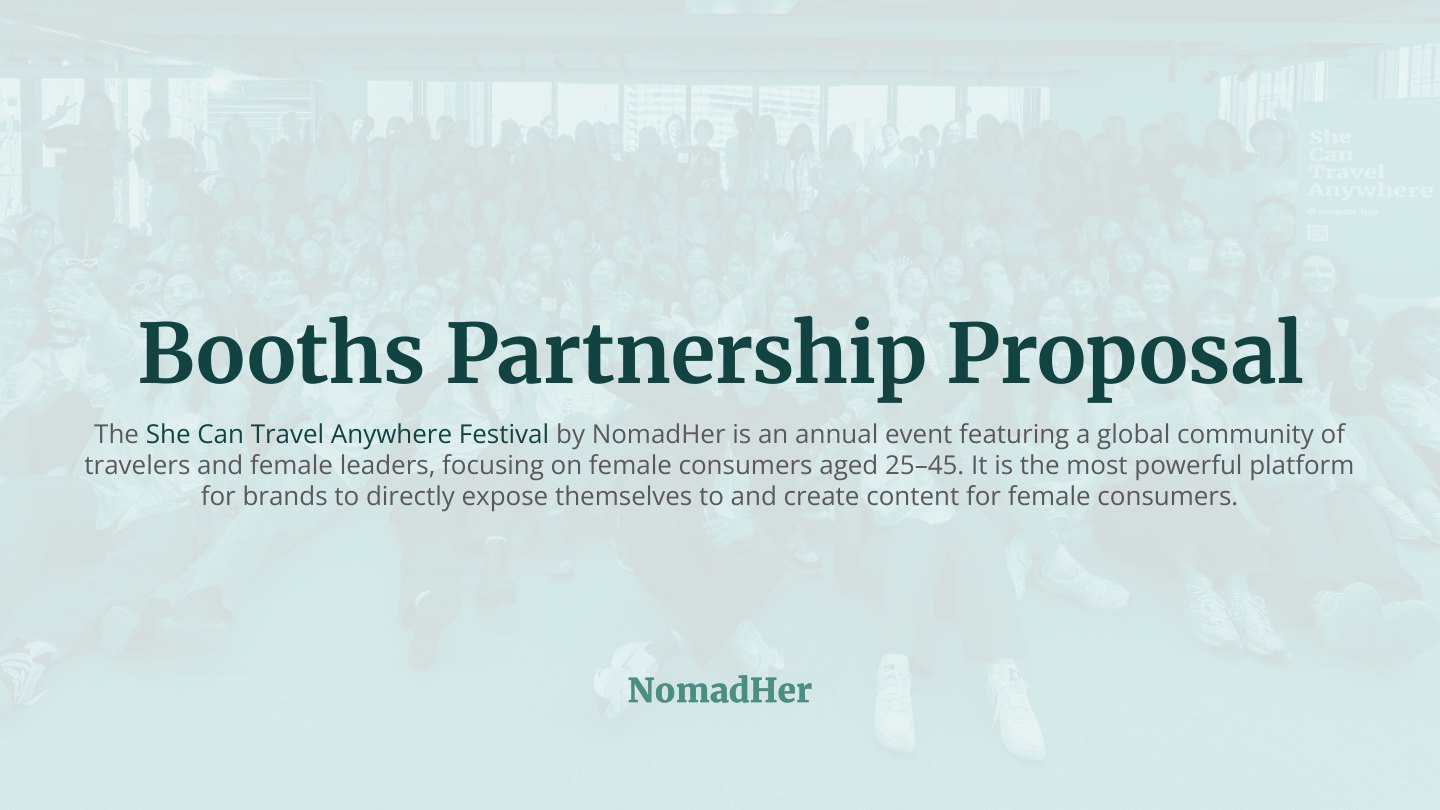 She
Can
Travel
Anywhere
@nomad_her
Booths Partnership Proposal
The She Can Travel Anywhere Festival by NomadHer is an annual event featuring a global community of
travelers and female leaders, focusing on female consumers aged 25–45. It is the most powerful platform
for brands to directly expose themselves to and create content for female consumers.
NomadHer